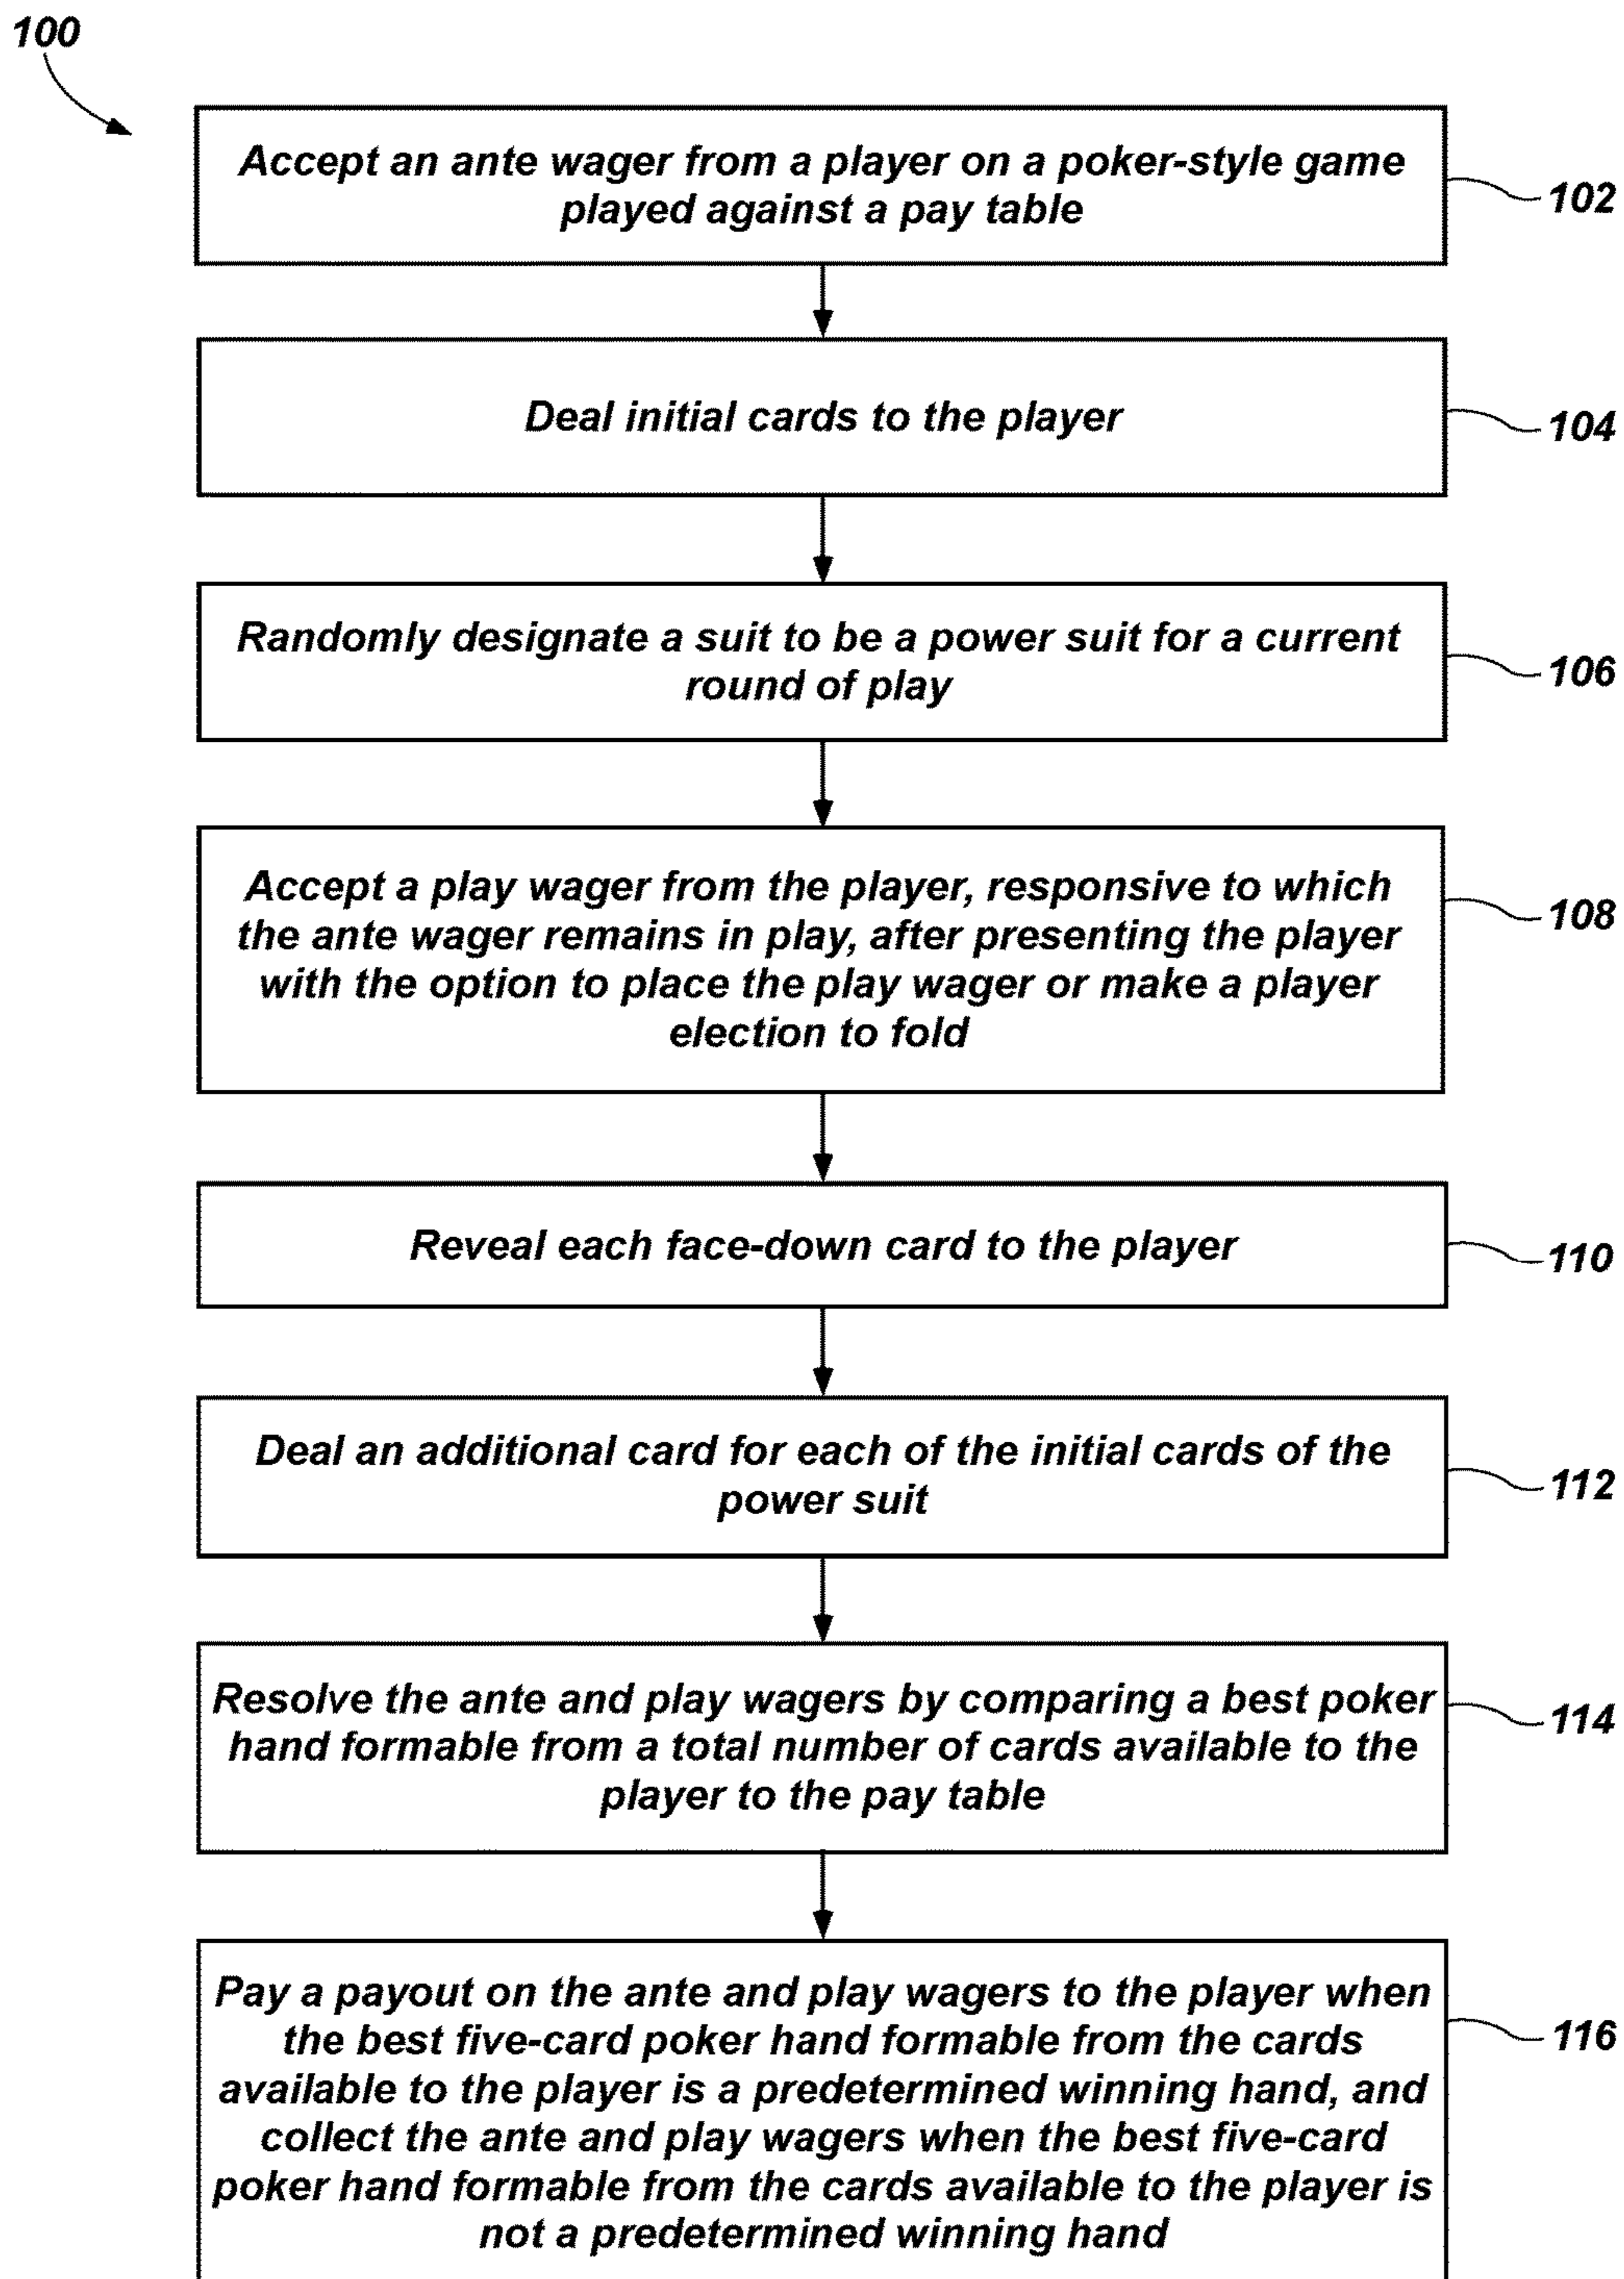 100
Accept an ante wager from a player on a poker-style game
played against a pay table
102
Deal initial cards to the player
104
Randomly designate a suit to be a power suit for a current
round of play
106
Accept a play wager from the player, responsive to which
the ante wager remains in play, after presenting the player
with the option to place the play wager or make a player
election to fold
108
Reveal each face-down card to the player
110
Deal an additional card for each of the initial cards of the
power suit
112
Resolve the ante and play wagers by comparing a best poker
hand formable from a total number of cards available to the
player to the pay table
114
Pay a payout on the ante and play wagers to the player when
the best five-card poker hand formable from the cards
available to the player is a predetermined winning hand, and
collect the ante and play wagers when the best five-card
poker hand formable from the cards available to the player is
not a predetermined winning hand
116